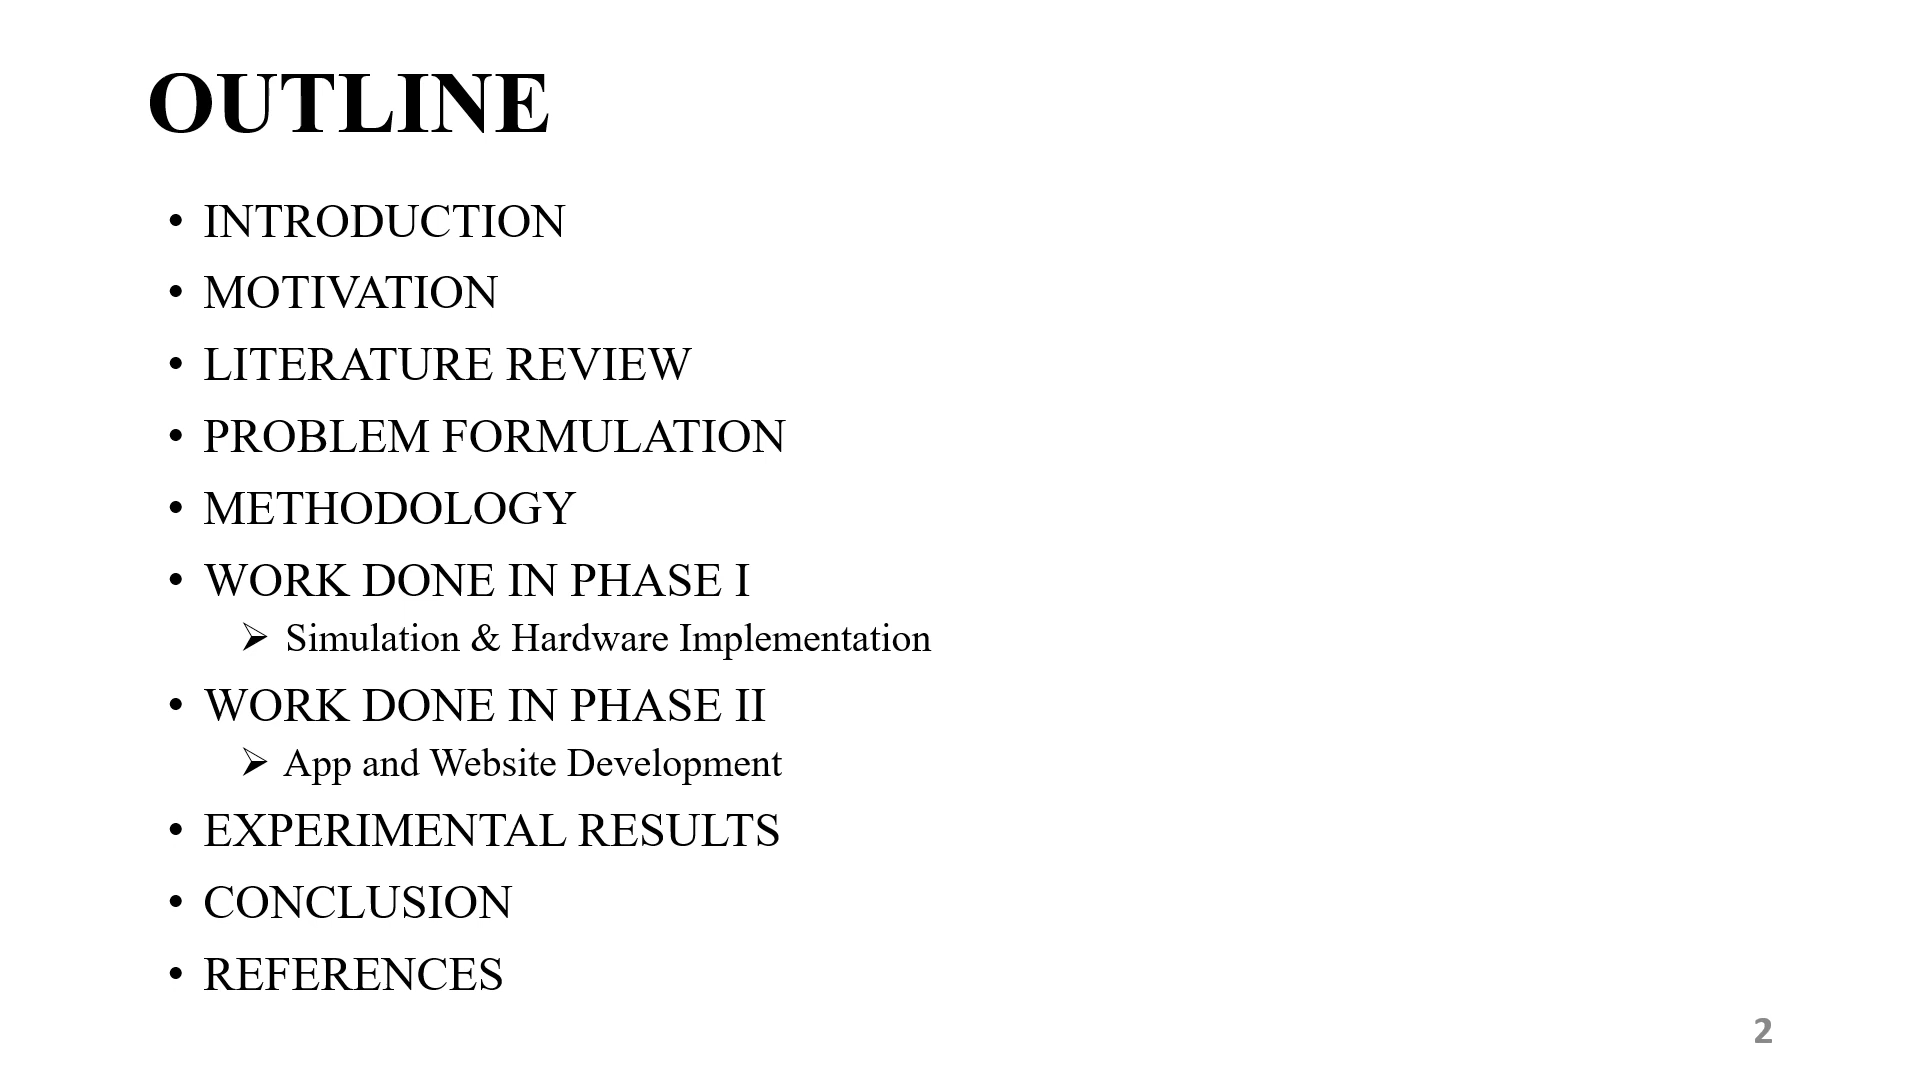 OUTLINE
• INTRODUCTION
• MOTIVATION
• LITERATURE REVIEW
• PROBLEM FORMULATION
• METHODOLOGY
• WORK DONE IN PHASE I
➢ Simulation & Hardware Implementation
• WORK DONE IN PHASE II
➢ App and Website Development
• EXPERIMENTAL RESULTS
• CONCLUSION
• REFERENCES
2